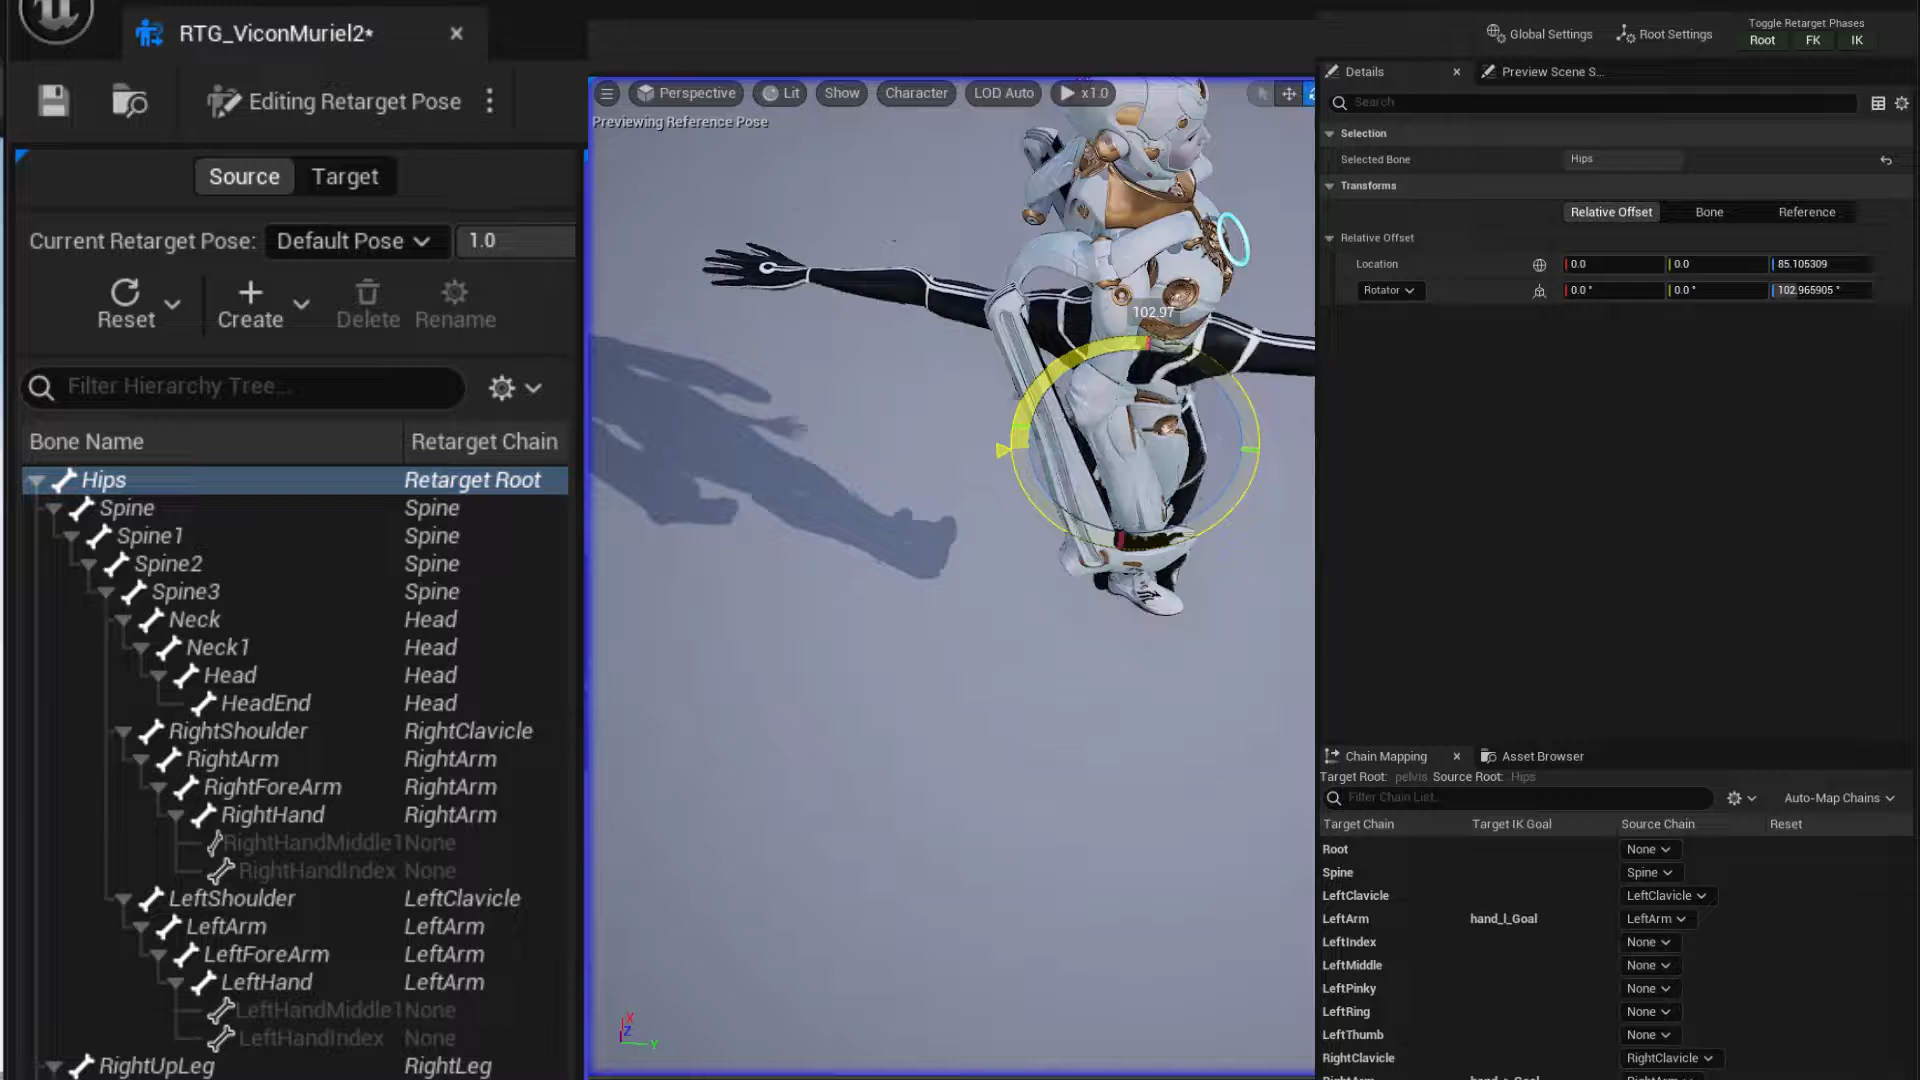 RTG_ViconMuriel2*
Editing Retarget Pose
Source
Target
Current Retarget Pose:
Default Pose
1.0
Reset
Create
Delete
Rename
Filter Hierarchy Tree...
Bone Name
Retarget Chain
Hips
Retarget Root
Spine
Spine
Spine1
Spine
Spine2
Spine
Spine3
Spine
Neck
Head
Neck1
Head
Head
Head
HeadEnd
Head
RightShoulder
RightClavicle
RightArm
RightArm
RightForeArm
RightArm
RightHand
RightArm
RightHandMiddle1
None
RightHandIndex
None
LeftShoulder
LeftClavicle
LeftArm
LeftArm
LeftForeArm
LeftArm
LeftHand
LeftArm
LeftHandMiddle1
None
LeftHandIndex
None
RightUpLeg
RightLeg
Perspective
Lit
Show
Character
LOD Auto
x1.0
Previewing Reference Pose
102.97
X
Z
Y
Global Settings
Root Settings
Toggle Retarget Phases
Root
FK
IK
Details
Preview Scene S...
Search
Selection
Selected Bone
Hips
Transforms
Relative Offset
Bone
Reference
Relative Offset
Location
0.0
0.0
85.105309
Rotator
0.0 °
0.0 °
102.965905 °
Chain Mapping
Asset Browser
Target Root: pelvis Source Root: Hips
Filter Chain List...
Auto-Map Chains
Target Chain
Target IK Goal
Source Chain
Reset
Root
None
Spine
Spine
LeftClavicle
LeftClavicle
LeftArm
hand_l_Goal
LeftArm
LeftIndex
None
LeftMiddle
None
LeftPinky
None
LeftRing
None
LeftThumb
None
RightClavicle
RightClavicle